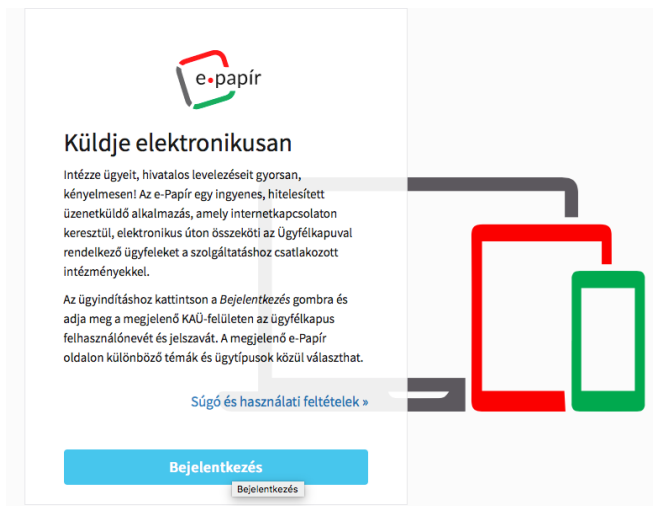 e.papír
Küldje elektronikusan
Intézze ügyeit, hivatalos levelezéseit gyorsan,
kényelmesen! Az e-Papír egy ingyenes, hitelesített
üzenetküldő alkalmazás, amely internetkapcsolaton
keresztül, elektronikus úton összeköti az Ügyfélkapuval
rendelkező ügyfeleket a szolgáltatáshoz csatlakozott
intézményekkel.
Az ügyindításhoz kattintson a Bejelentkezés gombra és
adja meg a megjelenő KAÜ-felületen az ügyfélkapus
felhasználónevét és jelszavát. A megjelenő e-Papír
oldalon különböző témák és ügytípusok közül választhat.
Súgó és használati feltételek »
Bejelentkezés
Bejelentkezés